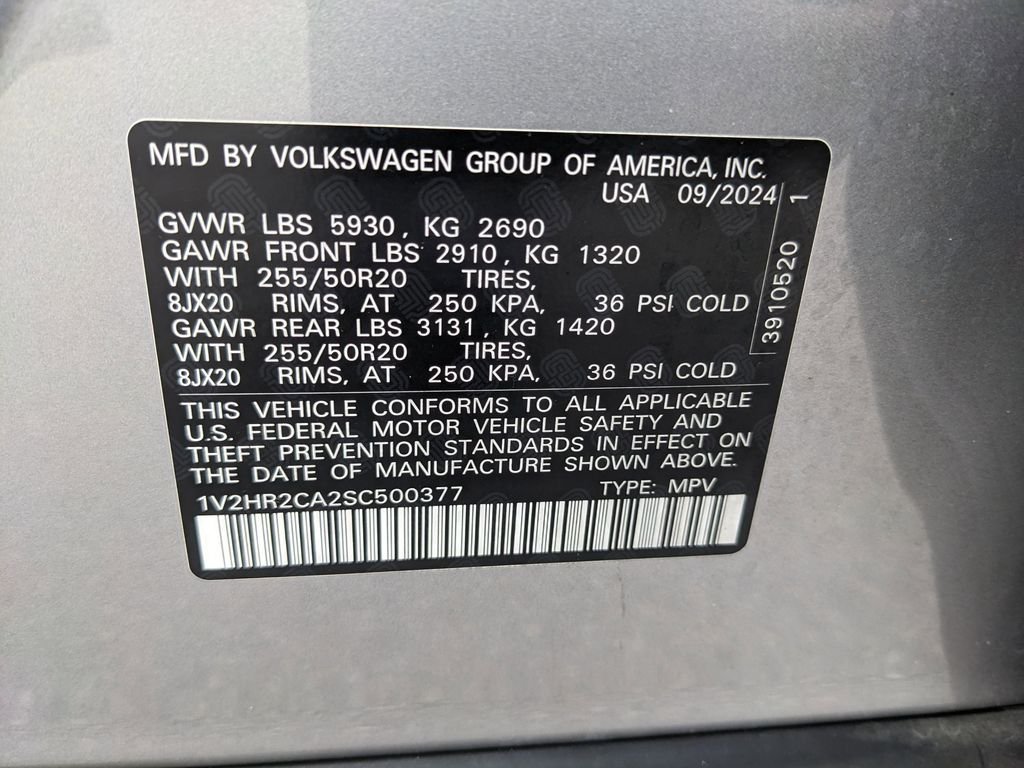 MFD BY VOLKSWAGEN GROUP OF AMERICA, INC.
USA 09/2024
GVWR LBS 5930, KG 2690
GAWR FRONT LBS 2910, KG 1320
WITH 255/50R20 TIRES,
8JX20 RIMS, AT 250 KPA, 36 PSI COLD
GAWR REAR LBS 3131, KG 1420
WITH 255/50R20 TIRES,
8JX20 RIMS, AT 250 KPA, 36 PSI COLD
3910520 1
THIS VEHICLE CONFORMS TO ALL APPLICABLE
U.S. FEDERAL MOTOR VEHICLE SAFETY AND
THEFT PREVENTION STANDARDS IN EFFECT ON
THE DATE OF MANUFACTURE SHOWN ABOVE.
1V2HR2CA2SC500377 TYPE: MPV